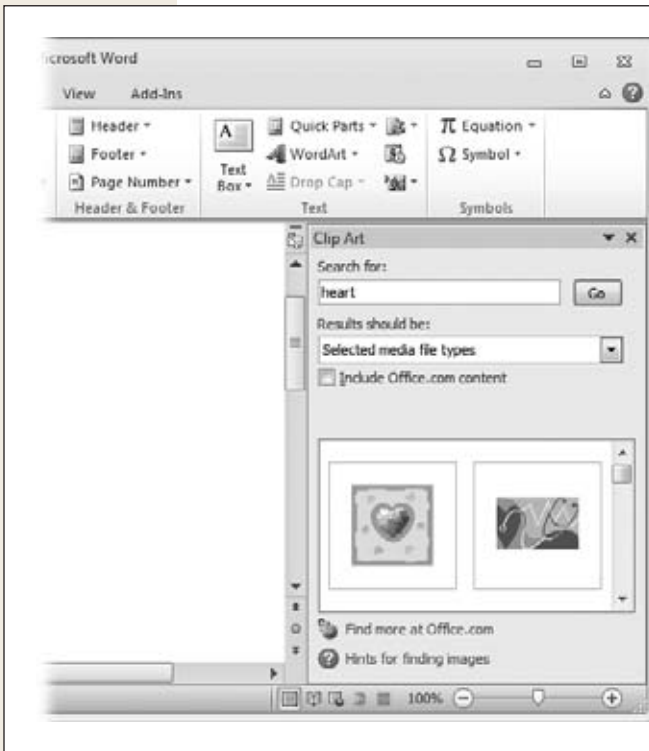 crosoft Word
View Add-Ins
Header
Footer
Page Number
Header & Footer
A
Text
Box
Quick Parts
WordArt
Drop Cap
Text
π Equation
Ω Symbol
Symbols
Clip Art
Search for:
heart
Go
Results should be:
Selected media file types
Include Office.com content
Find more at Office.com
Hints for finding images
100%